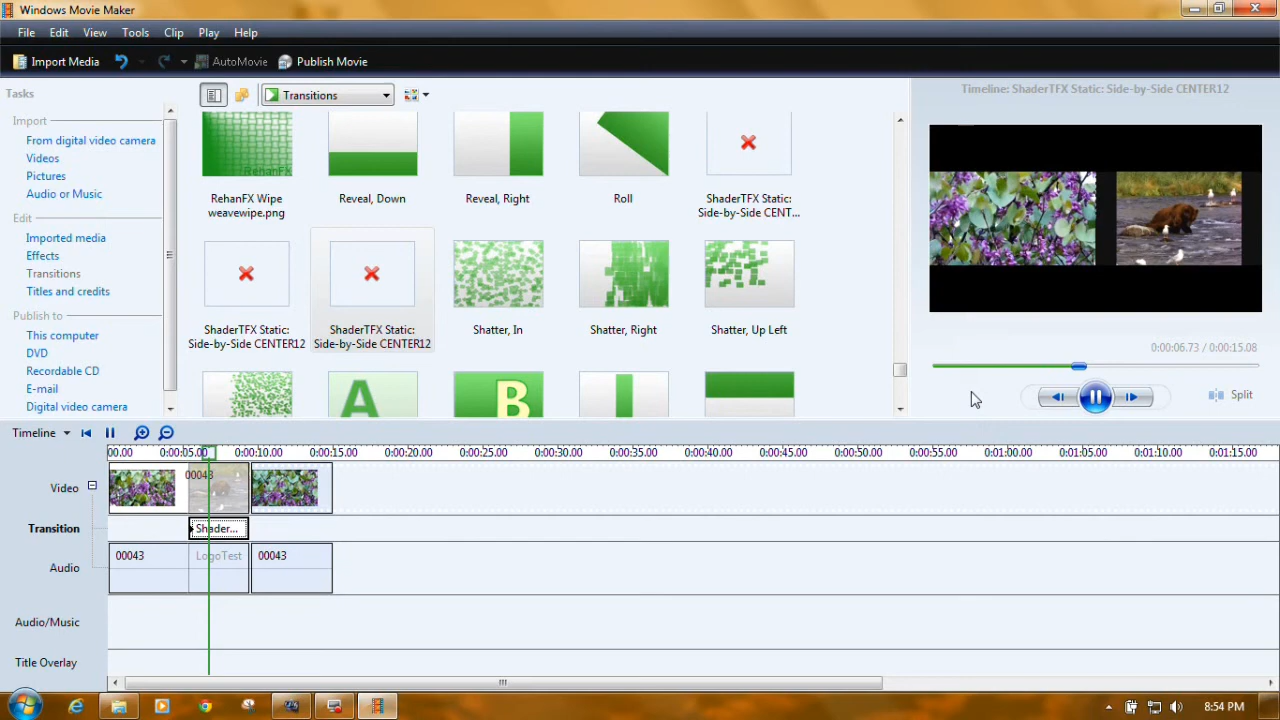 Windows Movie Maker
File Edit View Tools Clip Play Help
Import Media AutoMovie Publish Movie
Tasks
Import
From digital video camera
Videos
Pictures
Audio or Music
Edit
Imported media
Effects
Transitions
Titles and credits
Publish to
This computer
DVD
Recordable CD
E-mail
Digital video camera
Transitions
RehanFX
RehanFX Wipe
weavewipe.png
Reveal, Down
Reveal, Right
Roll
ShaderTFX Static:
Side-by-Side CENT...
ShaderTFX Static:
Side-by-Side CENTER12
ShaderTFX Static:
Side-by-Side CENTER12
Shatter, In
Shatter, Right
Shatter, Up Left
A
B
Timeline: ShaderTFX Static: Side-by-Side CENTER12
0:00:06.73 / 0:00:15.08
Split
Timeline
00.00 0:00:05.00 0:00:10.00 0:00:15.00 0:00:20.00 0:00:25.00 0:00:30.00 0:00:35.00 0:00:40.00 0:00:45.00 0:00:50.00 0:00:55.00 0:01:00.00 0:01:05.00 0:01:10.00 0:01:15.00
Video 00043
Transition Shader...
Audio 00043 LogoTest 00043
Audio/Music
Title Overlay
8:54 PM